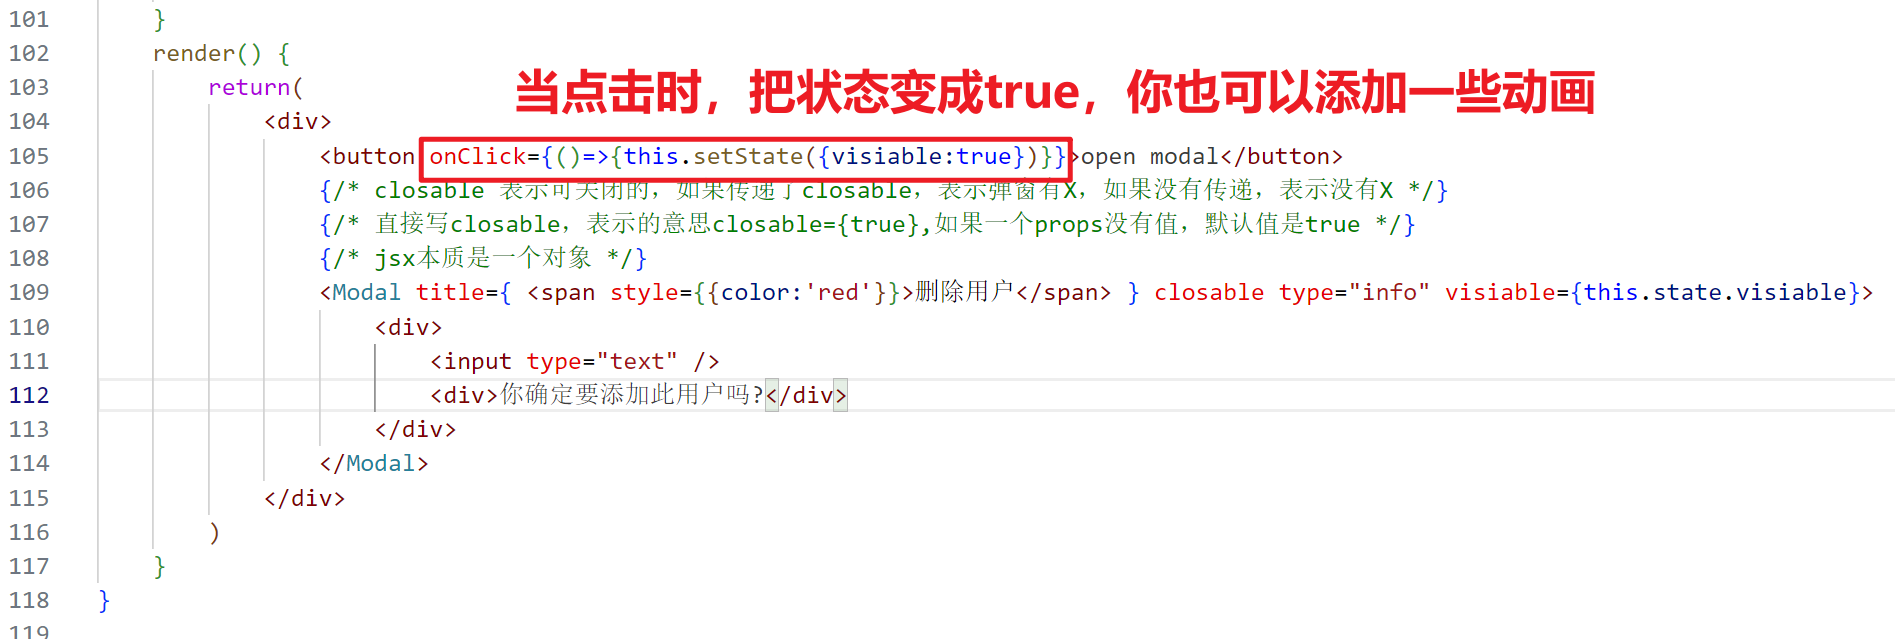 101 }
102 render() {
103 return(
当点击时，把状态变成true，你也可以添加一些动画
104 <div>
105 <button onClick={()=>{this.setState({visiable:true})}}>open modal</button>
106 {/* closable 表示可关闭的，如果传递了closable，表示弹窗有X，如果没有传递，表示没有X */}
107 {/* 直接写closable，表示的意思closable={true},如果一个props没有值，默认值是true */}
108 {/* jsx本质是一个对象 */}
109 <Modal title={ <span style={{color:'red'}}>删除用户</span> } closable type="info" visiable={this.state.visiable}>
110 <div>
111 <input type="text" />
112 <div>你确定要添加此用户吗?</div>
113 </div>
114 </Modal>
115 </div>
116 )
117 }
118 }
119